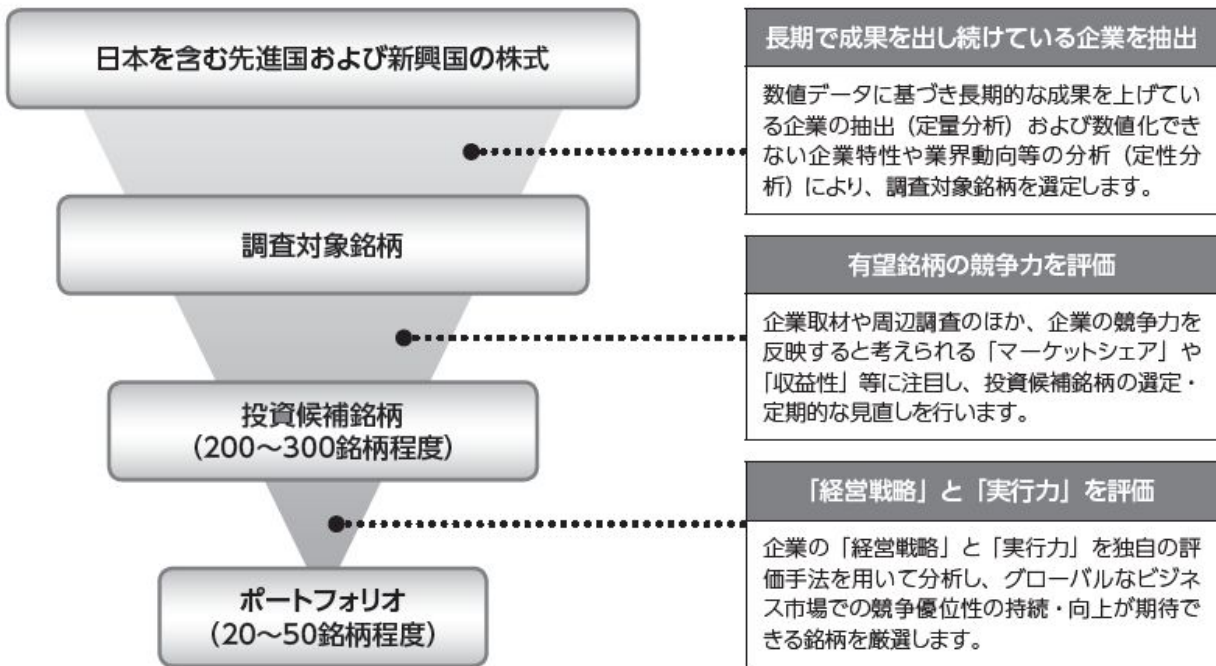 日本を含む先進国および新興国の株式
長期で成果を出し続けている企業を抽出
数値データに基づき長期的な成果を上げてい
る企業の抽出（定量分析）および数値化でき
ない企業特性や業界動向等の分析（定性分
析）により、調査対象銘柄を選定します。
調査対象銘柄
有望銘柄の競争力を評価
企業取材や周辺調査のほか、企業の競争力を
反映すると考えられる「マーケットシェア」や
「収益性」等に注目し、投資候補銘柄の選定・
定期的な見直しを行います。
投資候補銘柄
(200～300銘柄程度)
「経営戦略」と「実行力」を評価
企業の「経営戦略」と「実行力」を独自の評
価手法を用いて分析し、グローバルなビジネ
ス市場での競争優位性の持続・向上が期待で
きる銘柄を厳選します。
ポートフォリオ
(20～50銘柄程度)